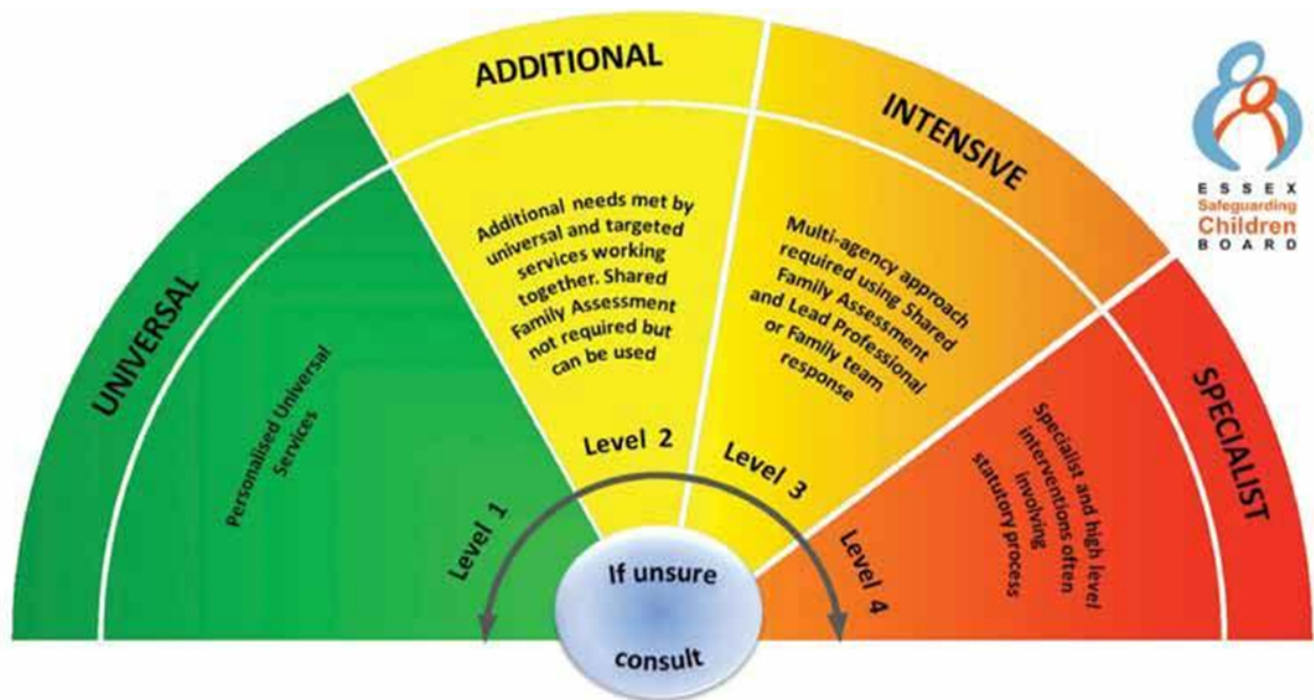 UNIVERSAL
Personalised Universal
Services
Level 1
ADDITIONAL
Additional needs met by
universal and targeted
services working
together. Shared
Family Assessment
not required but
can be used
Level 2
INTENSIVE
Multi-agency approach
required using Shared
Family Assessment
and Lead Professional
or Family team
response
Level 3
SPECIALIST
Specialist and high level
interventions often
involving
statutory process
Level 4
If unsure
consult
ESSEX
Safeguarding
Children
BOARD